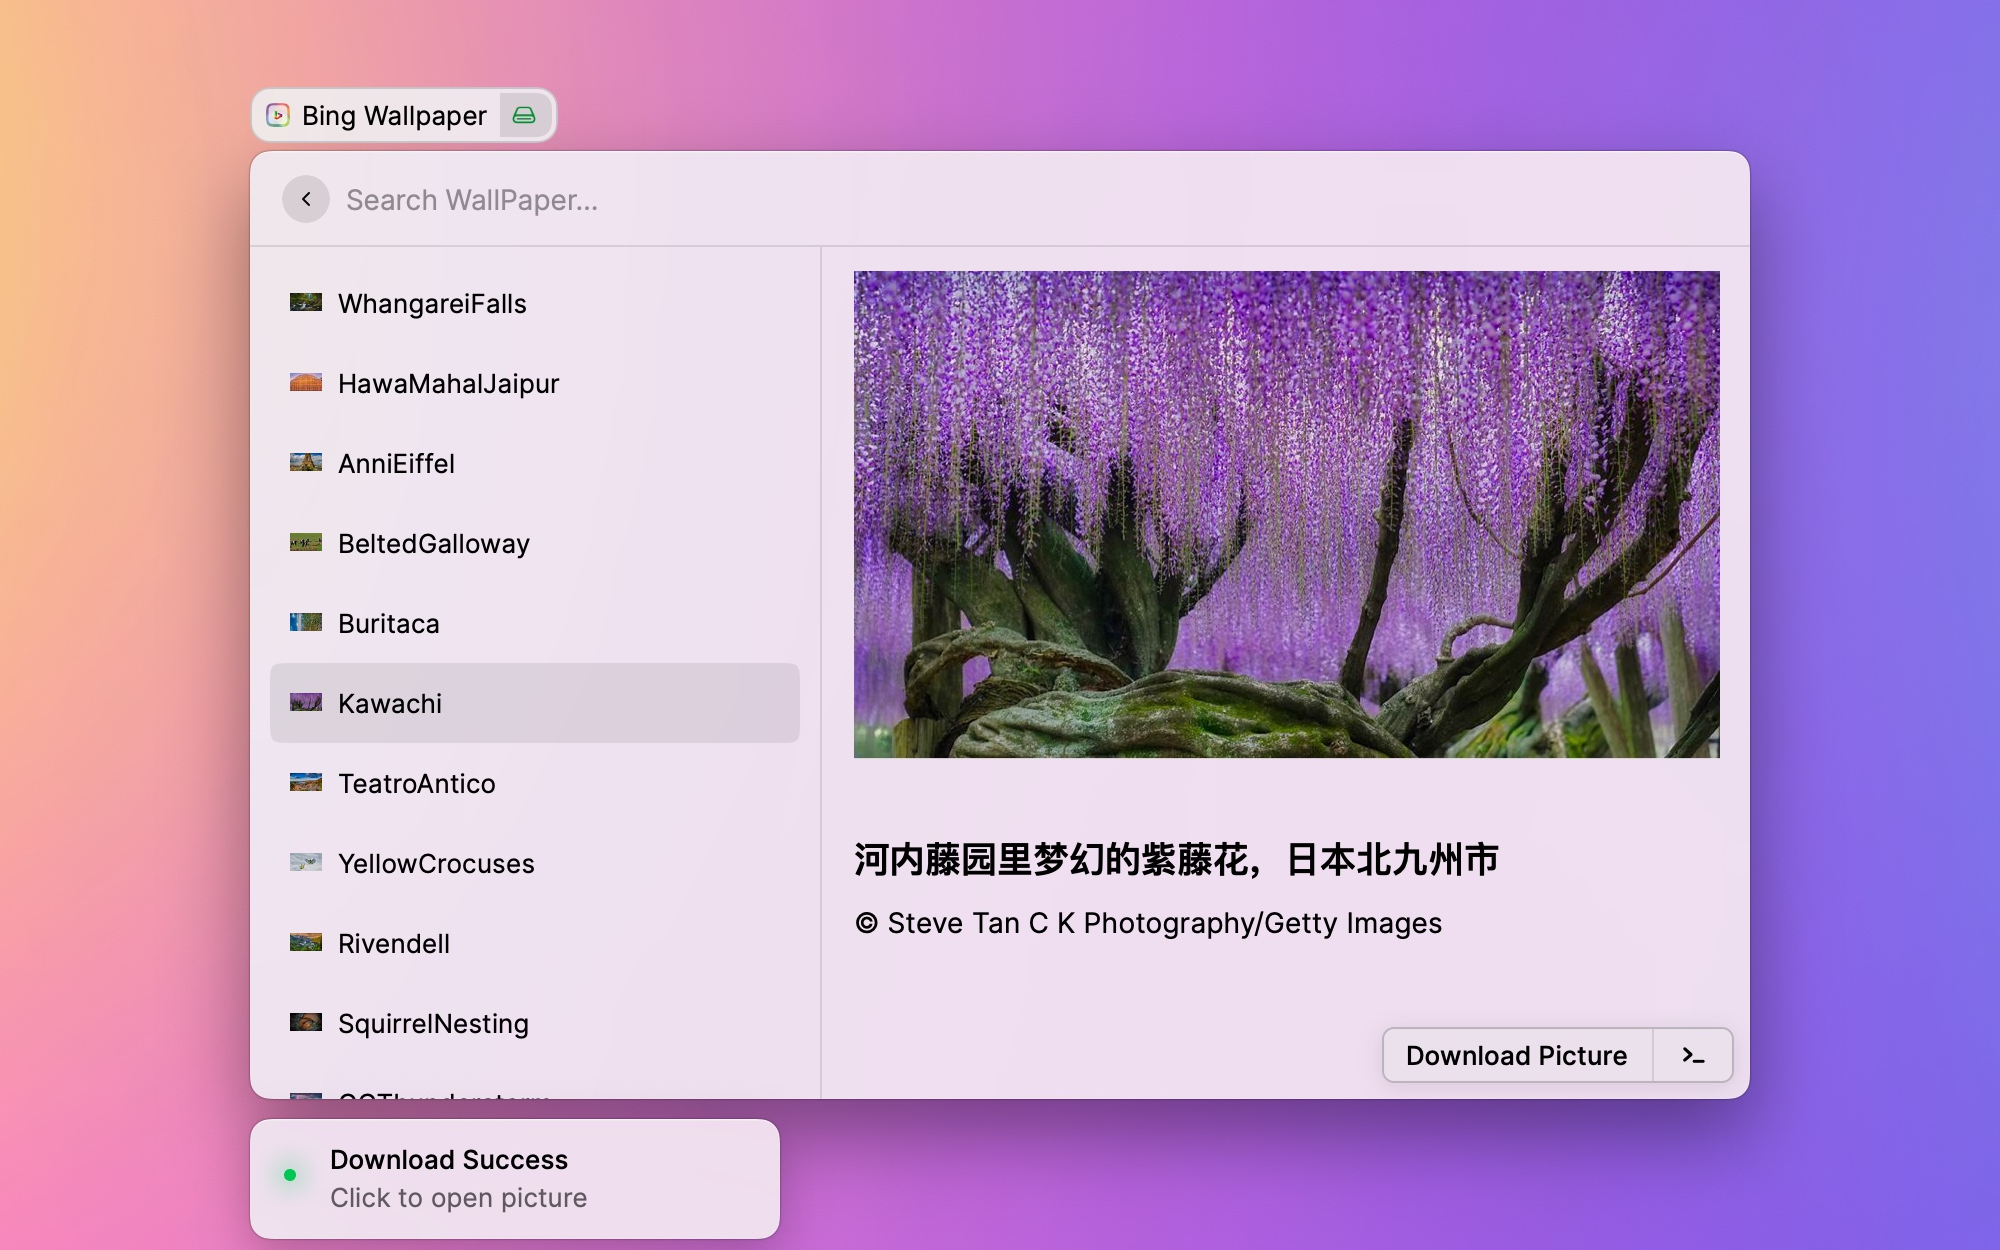 Bing Wallpaper
Search WallPaper...
WhangareiFalls
HawaMahalJaipur
AnniEiffel
BeltedGalloway
Buritaca
Kawachi
TeatroAntico
YellowCrocuses
Rivendell
SquirrelNesting
河内藤园里梦幻的紫藤花，日本北九州市
© Steve Tan C K Photography/Getty Images
Download Picture
Download Success
Click to open picture